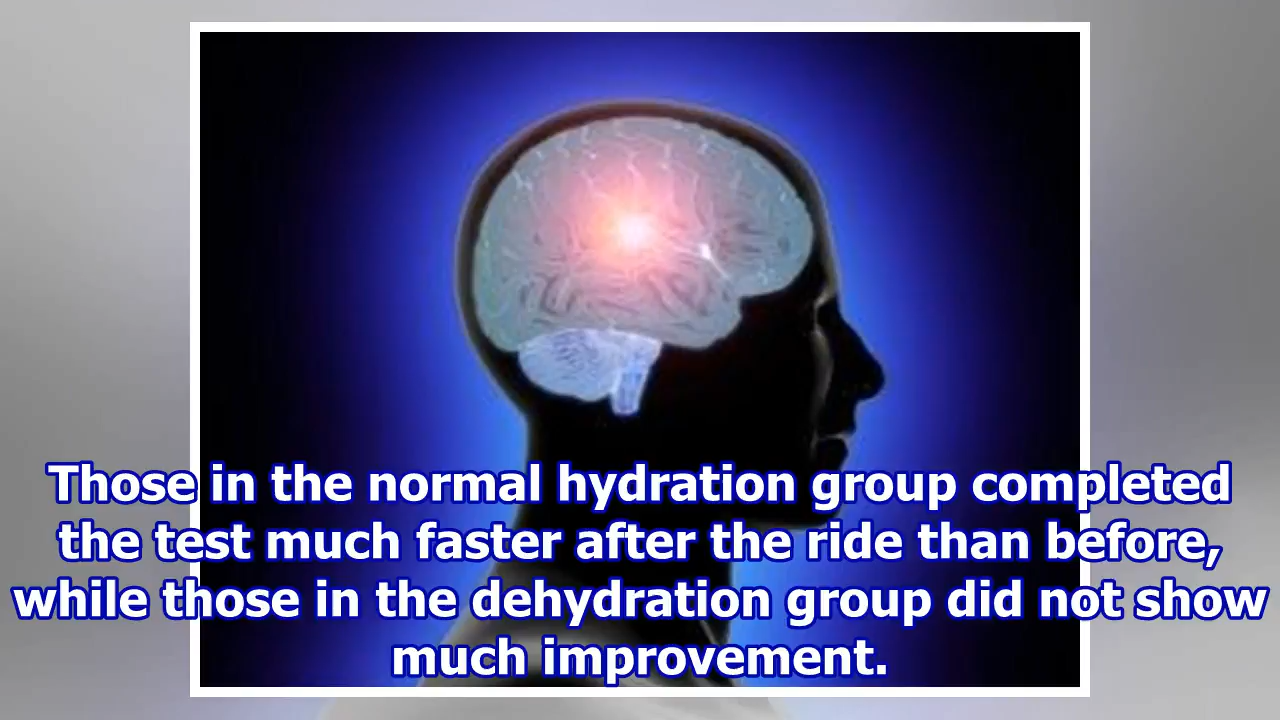 Those in the normal hydration group completed
the test much faster after the ride than before,
while those in the dehydration group did not show
much improvement.